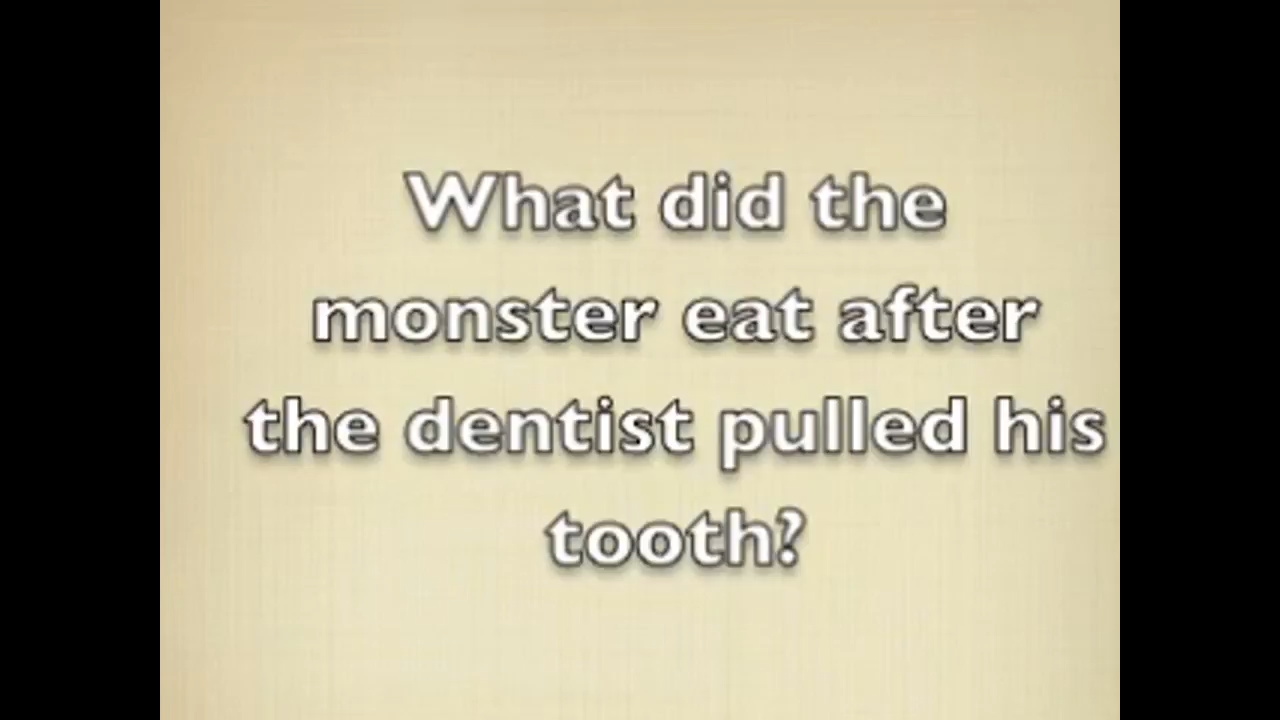 What did the
monster eat after
the dentist pulled his
tooth?